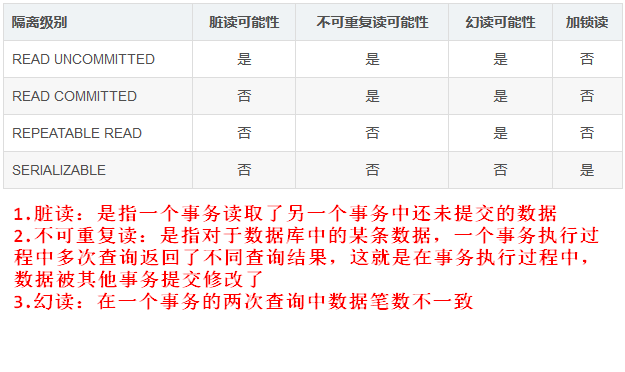 隔离级别 脏读可能性 不可重复读可能性 幻读可能性 加锁读
READ UNCOMMITTED 是 是 是 否
READ COMMITTED 否 是 是 否
REPEATABLE READ 否 否 是 否
SERIALIZABLE 否 否 否 是
1.脏读：是指一个事务读取了另一个事务中还未提交的数据
2.不可重复读：是指对于数据库中的某条数据，一个事务执行过
程中多次查询返回了不同查询结果，这就是在事务执行过程中，
数据被其他事务提交修改了
3.幻读：在一个事务的两次查询中数据笔数不一致